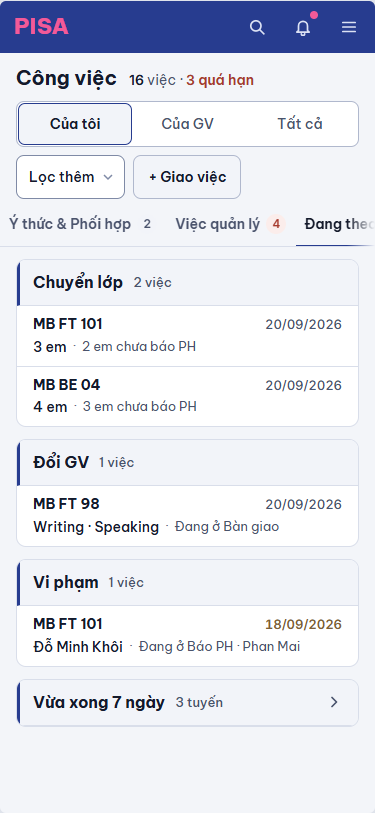 PISA
Công việc 16 việc · 3 quá hạn
Của tôi Của GV Tất cả
Lọc thêm + Giao việc
Ý thức & Phối hợp 2 Việc quản lý 4 Đang theo
Chuyển lớp 2 việc
MB FT 101 20/09/2026
3 em · 2 em chưa báo PH
MB BE 04 20/09/2026
4 em · 3 em chưa báo PH
Đổi GV 1 việc
MB FT 98 20/09/2026
Writing · Speaking · Đang ở Bàn giao
Vi phạm 1 việc
MB FT 101 18/09/2026
Đỗ Minh Khôi · Đang ở Báo PH · Phan Mai
Vừa xong 7 ngày 3 tuyến